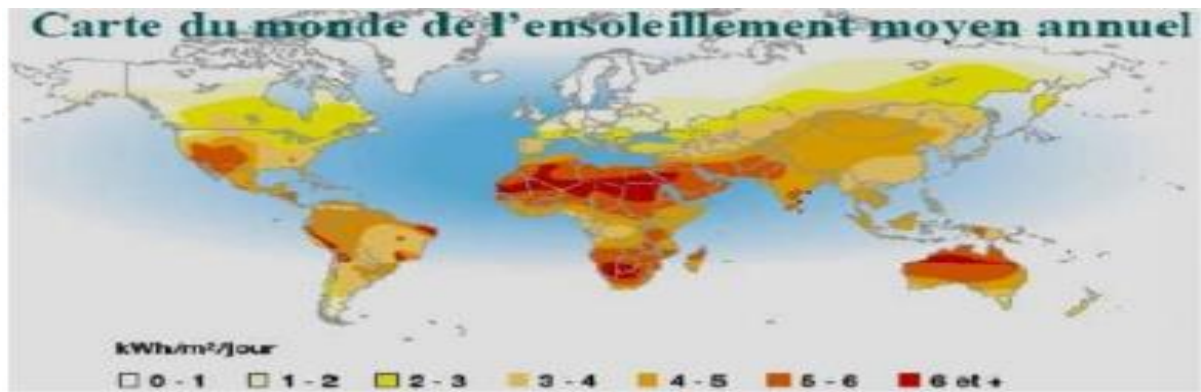 Carte du monde de l'ensoleillement moyen annuel
kWh/m²/jour
0 - 1 1 - 2 2 - 3 3 - 4 4 - 5 5 - 6 6 et +